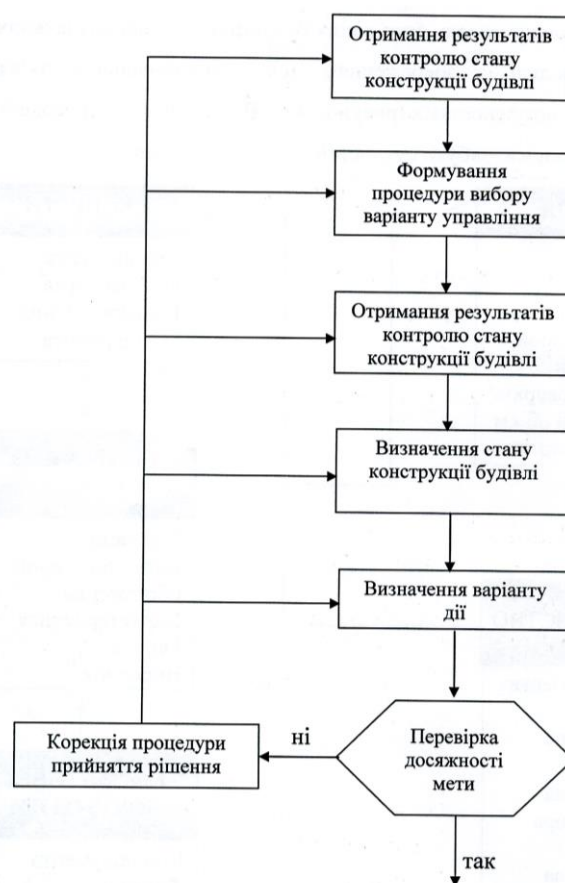 Отримання результатів
контролю стану
конструкції будівлі
Формування
процедури вибору
варіанту управління
Отримання результатів
контролю стану
конструкції будівлі
Визначення стану
конструкції будівлі
Визначення варіанту
дії
Перевірка
досяжності
мети
ні
Корекція процедури
прийняття рішення
так